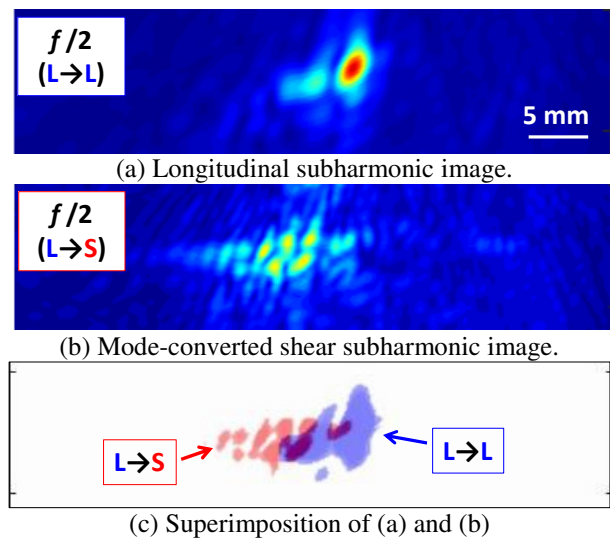 f/2
(L→L)
5 mm
(a) Longitudinal subharmonic image.
f/2
(L→S)
(b) Mode-converted shear subharmonic image.
L→S
L→L
(c) Superimposition of (a) and (b)